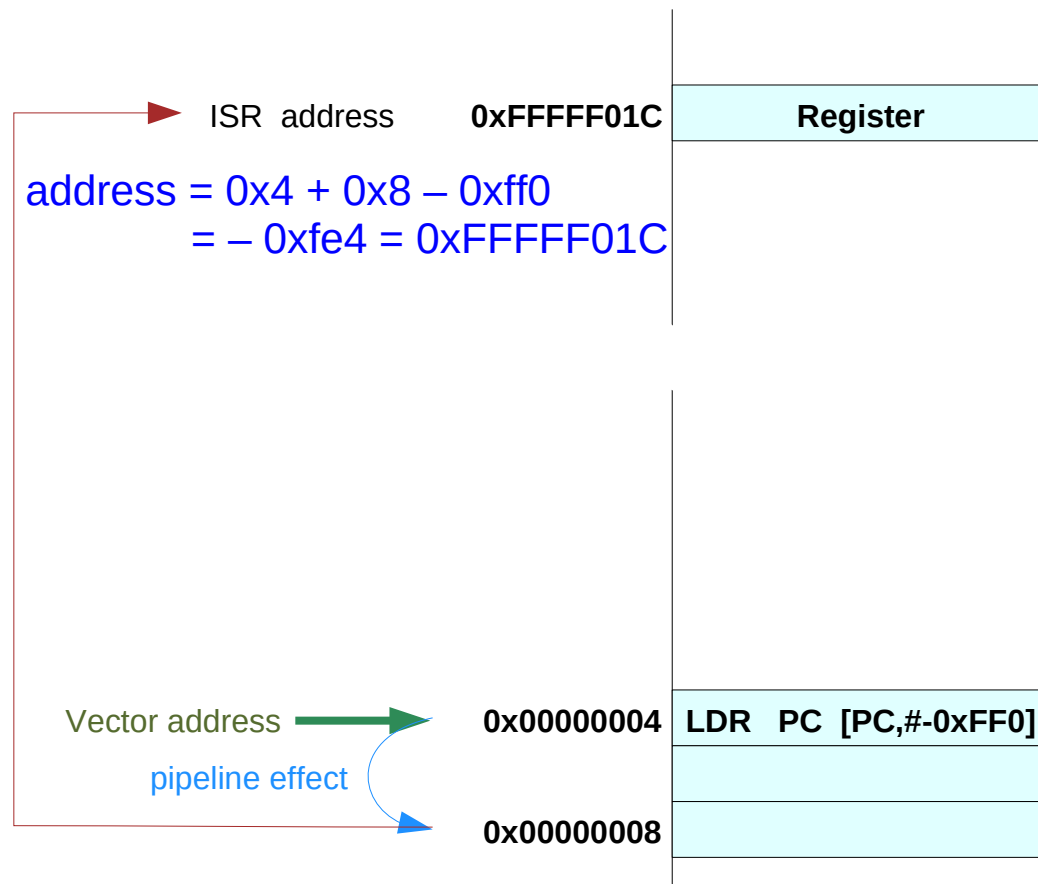 ISR address 0xFFFFF01C Register
address = 0x4 + 0x8 – 0xff0
= – 0xfe4 = 0xFFFFF01C
Vector address 0x00000004 LDR PC [PC,#-0xFF0]
pipeline effect
0x00000008